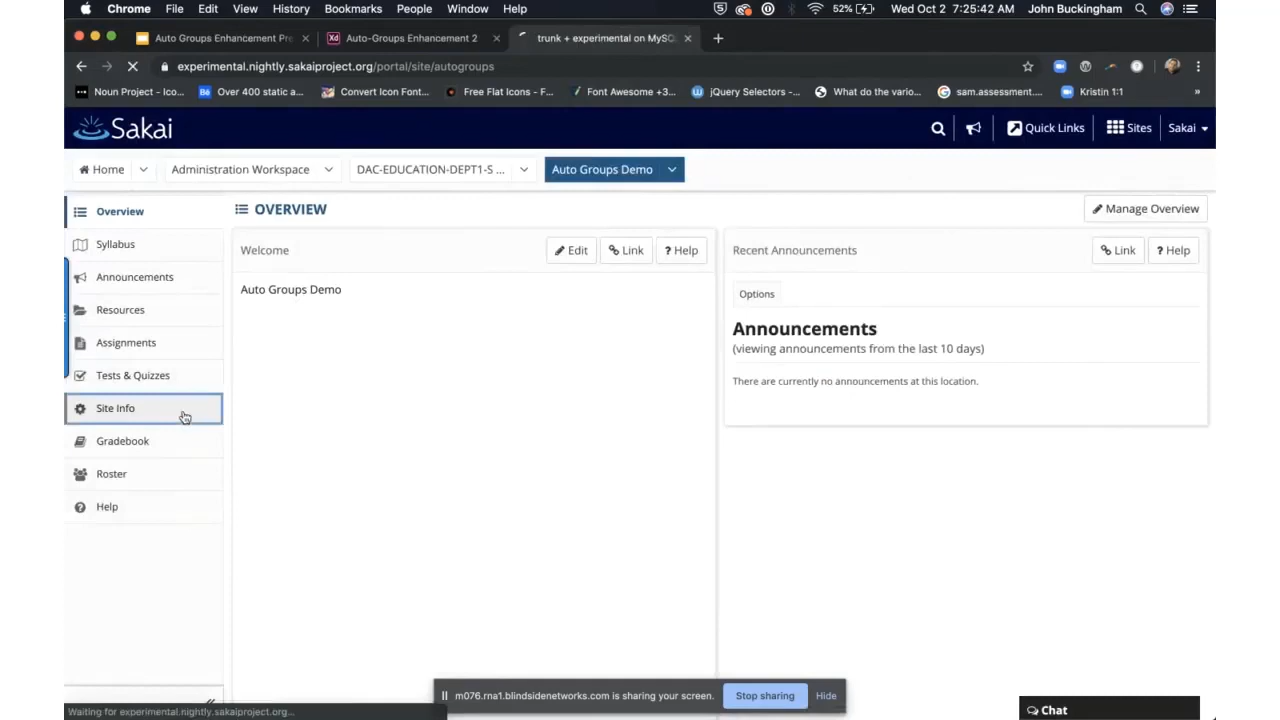 Chrome File Edit View History Bookmarks People Window Help 52% Wed Oct 2 7:25:42 AM John Buckingham
Auto Groups Enhancement Pre Auto-Groups Enhancement 2 trunk + experimental on MySQ
experimental.nightly.sakaiproject.org/portal/site/autogroups
Noun Project - Ico... Over 400 static a... Convert Icon Font... Free Flat Icons - F... Font Awesome +3... jQuery Selectors -... What do the vario... sam.assessment.... Kristin 1:1 »
Sakai Quick Links Sites Sakai
Home Administration Workspace DAC-EDUCATION-DEPT1-S ... Auto Groups Demo
Overview
Syllabus
Announcements
Resources
Assignments
Tests & Quizzes
Site Info
Gradebook
Roster
Help
OVERVIEW Manage Overview
Welcome Edit Link ? Help
Auto Groups Demo
Recent Announcements Link ? Help
Options
Announcements
(viewing announcements from the last 10 days)
There are currently no announcements at this location.
m076.rna1.blindsidenetworks.com is sharing your screen. Stop sharing Hide
Waiting for experimental.nightly.sakaiproject.org...
Chat